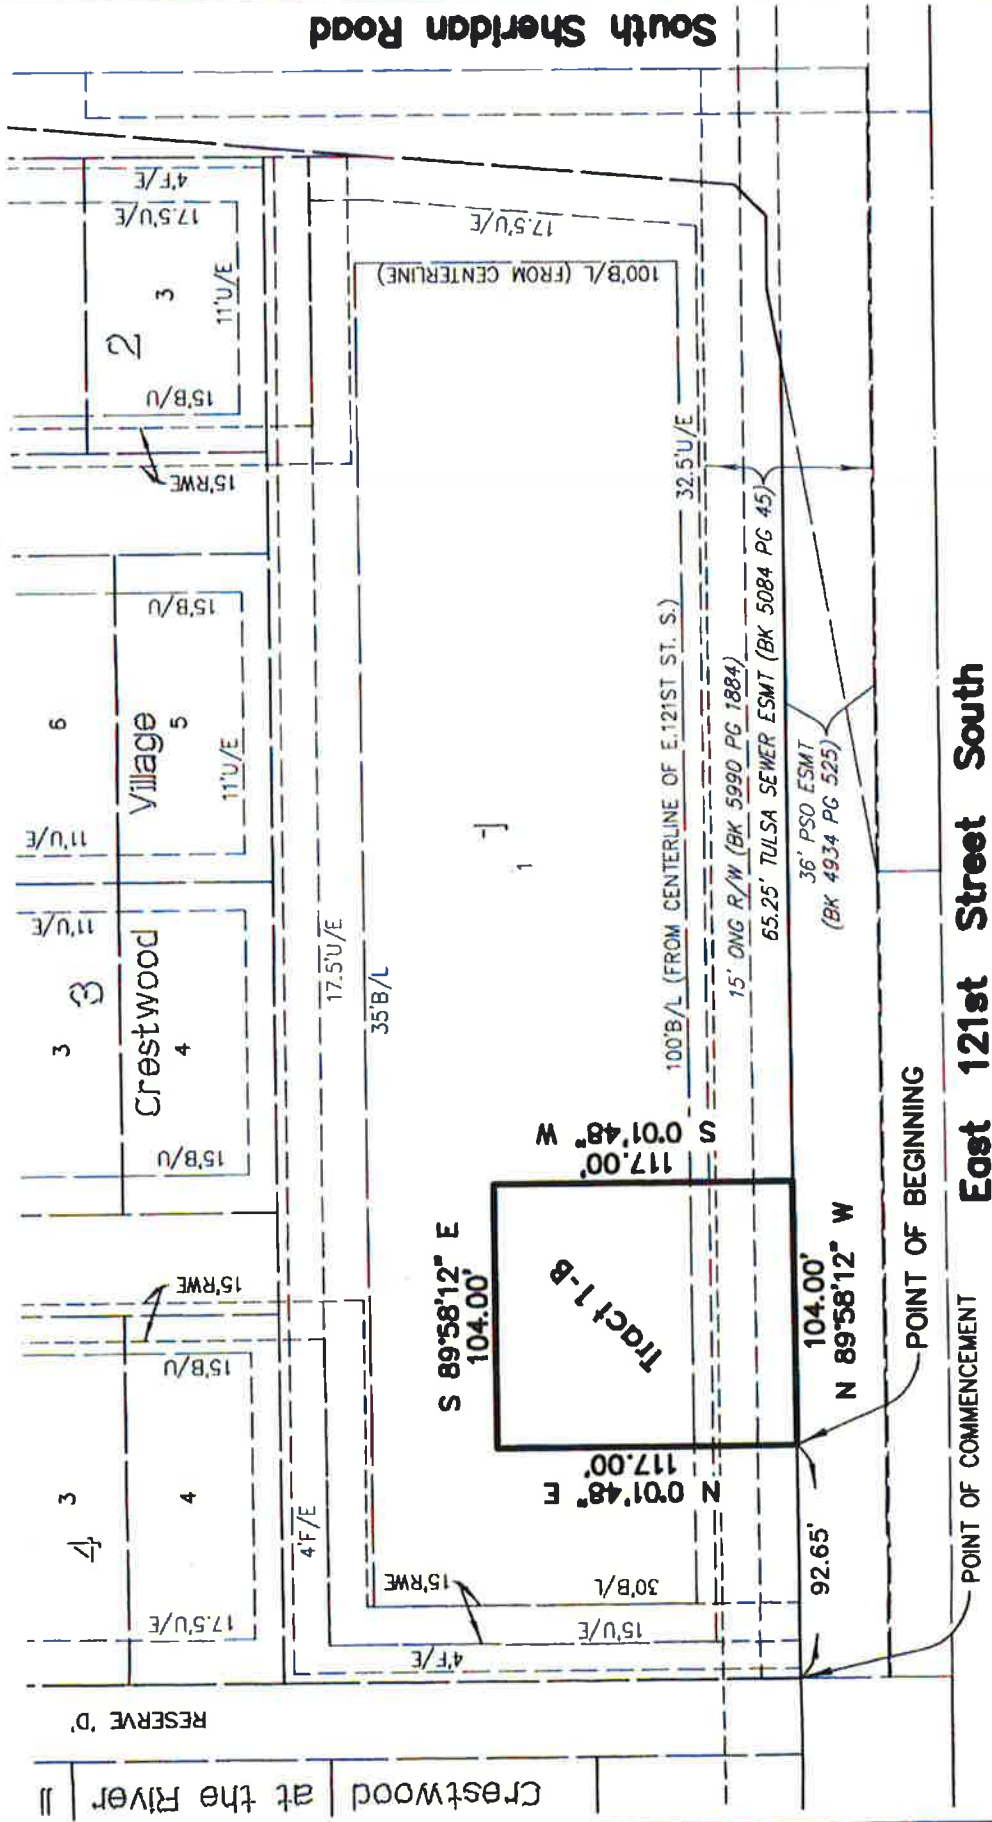 South Sheridan Road
4'F/E
17.5'U/E
3
2
11'U/E
15'B/U
15'RWE
17.5'U/E
100'B/L (FROM CENTERLINE)
32.5'U/E
15'B/U
6
Village
5
11'U/E
11'U/E
11'U/E
3
3
Crestwood
4
15'B/U
17.5'U/E
35'B/L
1
1
100'B/L (FROM CENTERLINE OF E.121ST ST. S.)
15' ONG R/W (BK 5990 PG 1884)
65.25' TULSA SEWER ESMT (BK 5084 PG 45)
36' PSO ESMT
(BK 4934 PG 525)
East 121st Street South
15'RWE
15'B/U
3
4
4
17.5'U/E
4'F/E
S 89°58'12" E
104.00'
S 0°01'48" W
117.00'
Tract 1-B
N 0°01'48" E
117.00'
104.00'
N 89°58'12" W
POINT OF BEGINNING
POINT OF COMMENCEMENT
92.65'
15'RWE
30'B/L
15'U/E
4'F/E
RESERVE 'D'
Crestwood at the River II